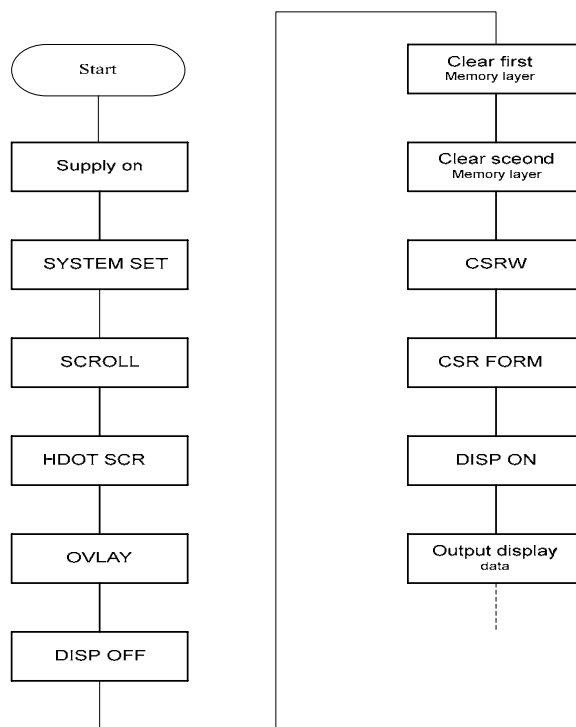 Start
Supply on
SYSTEM SET
SCROLL
HDOT SCR
OVLAY
DISP OFF
Clear first
Memory layer
Clear sceond
Memory layer
CSRW
CSR FORM
DISP ON
Output display
data